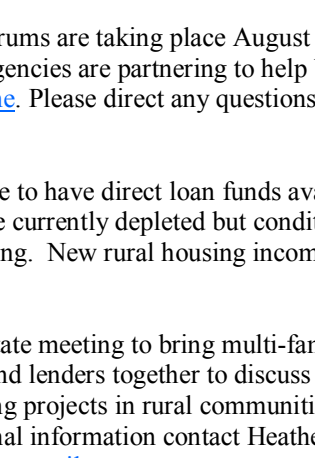 rums are taking place August
gencies are partnering to help
ne. Please direct any questions
e to have direct loan funds ava
e currently depleted but condit
ng. New rural housing incom
ate meeting to bring multi-fam
nd lenders together to discuss
ng projects in rural communiti
nal information contact Heathe